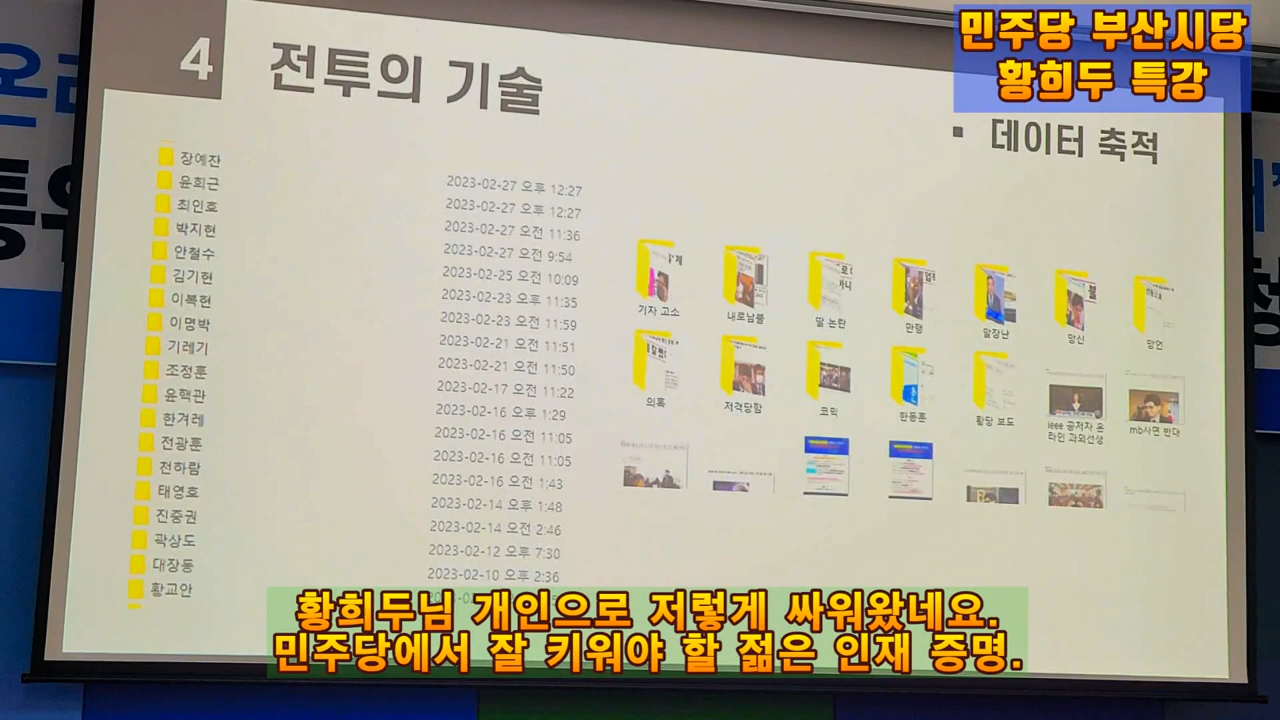 민주당 부산시당
황희두 특강
4 전투의 기술
▪ 데이터 축적
장예찬
윤희근
최인호
박지현
안철수
김기현
이복현
이명박
기레기
조정훈
윤핵관
한겨레
전광훈
천하람
태영호
진중권
곽상도
대장동
황교안
2023-02-27 오후 12:27
2023-02-27 오후 12:27
2023-02-27 오전 11:36
2023-02-27 오전 9:54
2023-02-25 오전 10:09
2023-02-23 오후 11:35
2023-02-23 오전 11:59
2023-02-21 오전 11:51
2023-02-21 오전 11:50
2023-02-17 오전 11:22
2023-02-16 오후 1:29
2023-02-16 오전 11:05
2023-02-16 오전 11:05
2023-02-16 오전 1:43
2023-02-14 오후 1:48
2023-02-14 오전 2:46
2023-02-12 오후 7:30
2023-02-10 오후 2:36
기자 고소
내로남불
딸 논란
만평
말장난
망신
망언
의혹
저격당함
코믹
한동훈
황당 보도
ieee 공저자 온
라인 과외선생
mb사면 반대
황희두님 개인으로 저렇게 싸워왔네요.
민주당에서 잘 키워야 할 젊은 인재 증명.